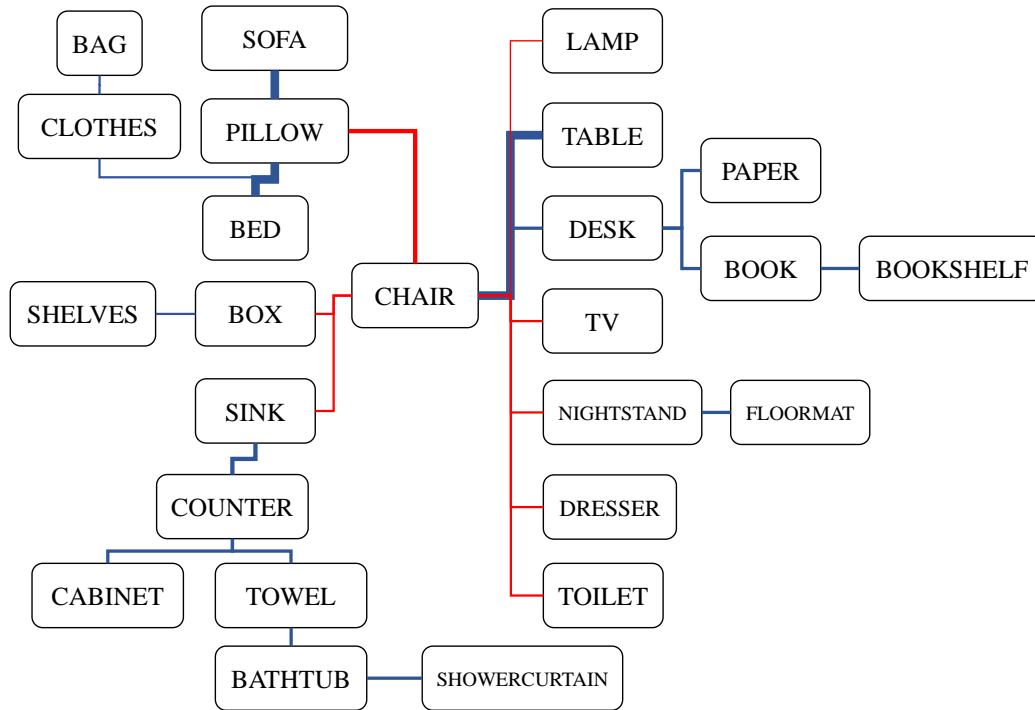 BAG
SOFA
LAMP
CLOTHES
PILLOW
TABLE
PAPER
BED
DESK
BOOK
BOOKSHELF
CHAIR
SHELVES
BOX
TV
SINK
NIGHTSTAND
FLOORMAT
COUNTER
DRESSER
CABINET
TOWEL
TOILET
BATHTUB
SHOWERCURTAIN